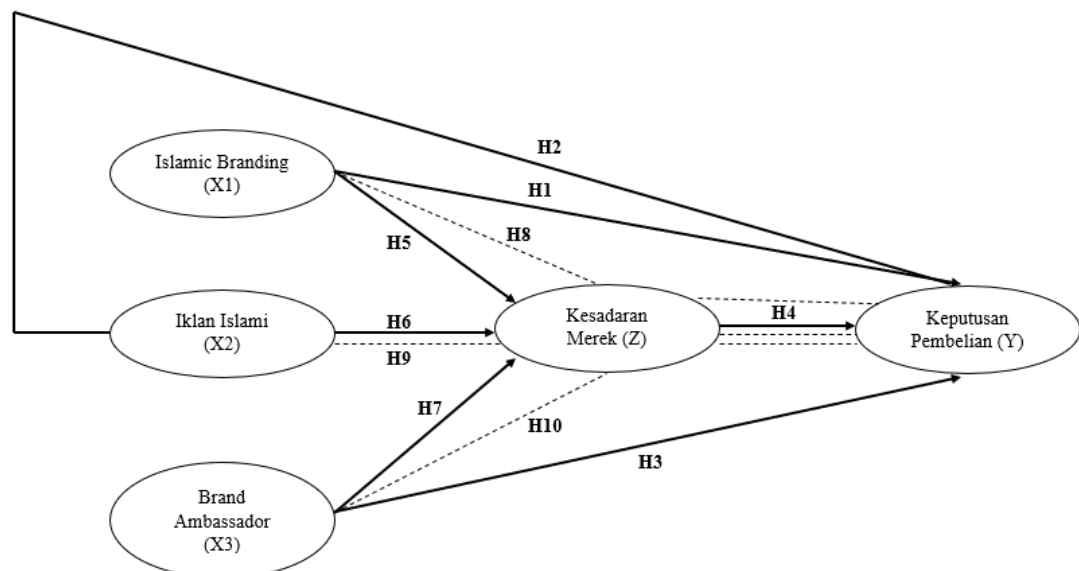 H2
Islamic Branding
(X1)
H1
H8
H5
Iklan Islami
(X2)
H6
H9
Kesadaran
Merek (Z)
H4
Keputusan
Pembelian (Y)
H7
H10
H3
Brand
Ambassador
(X3)